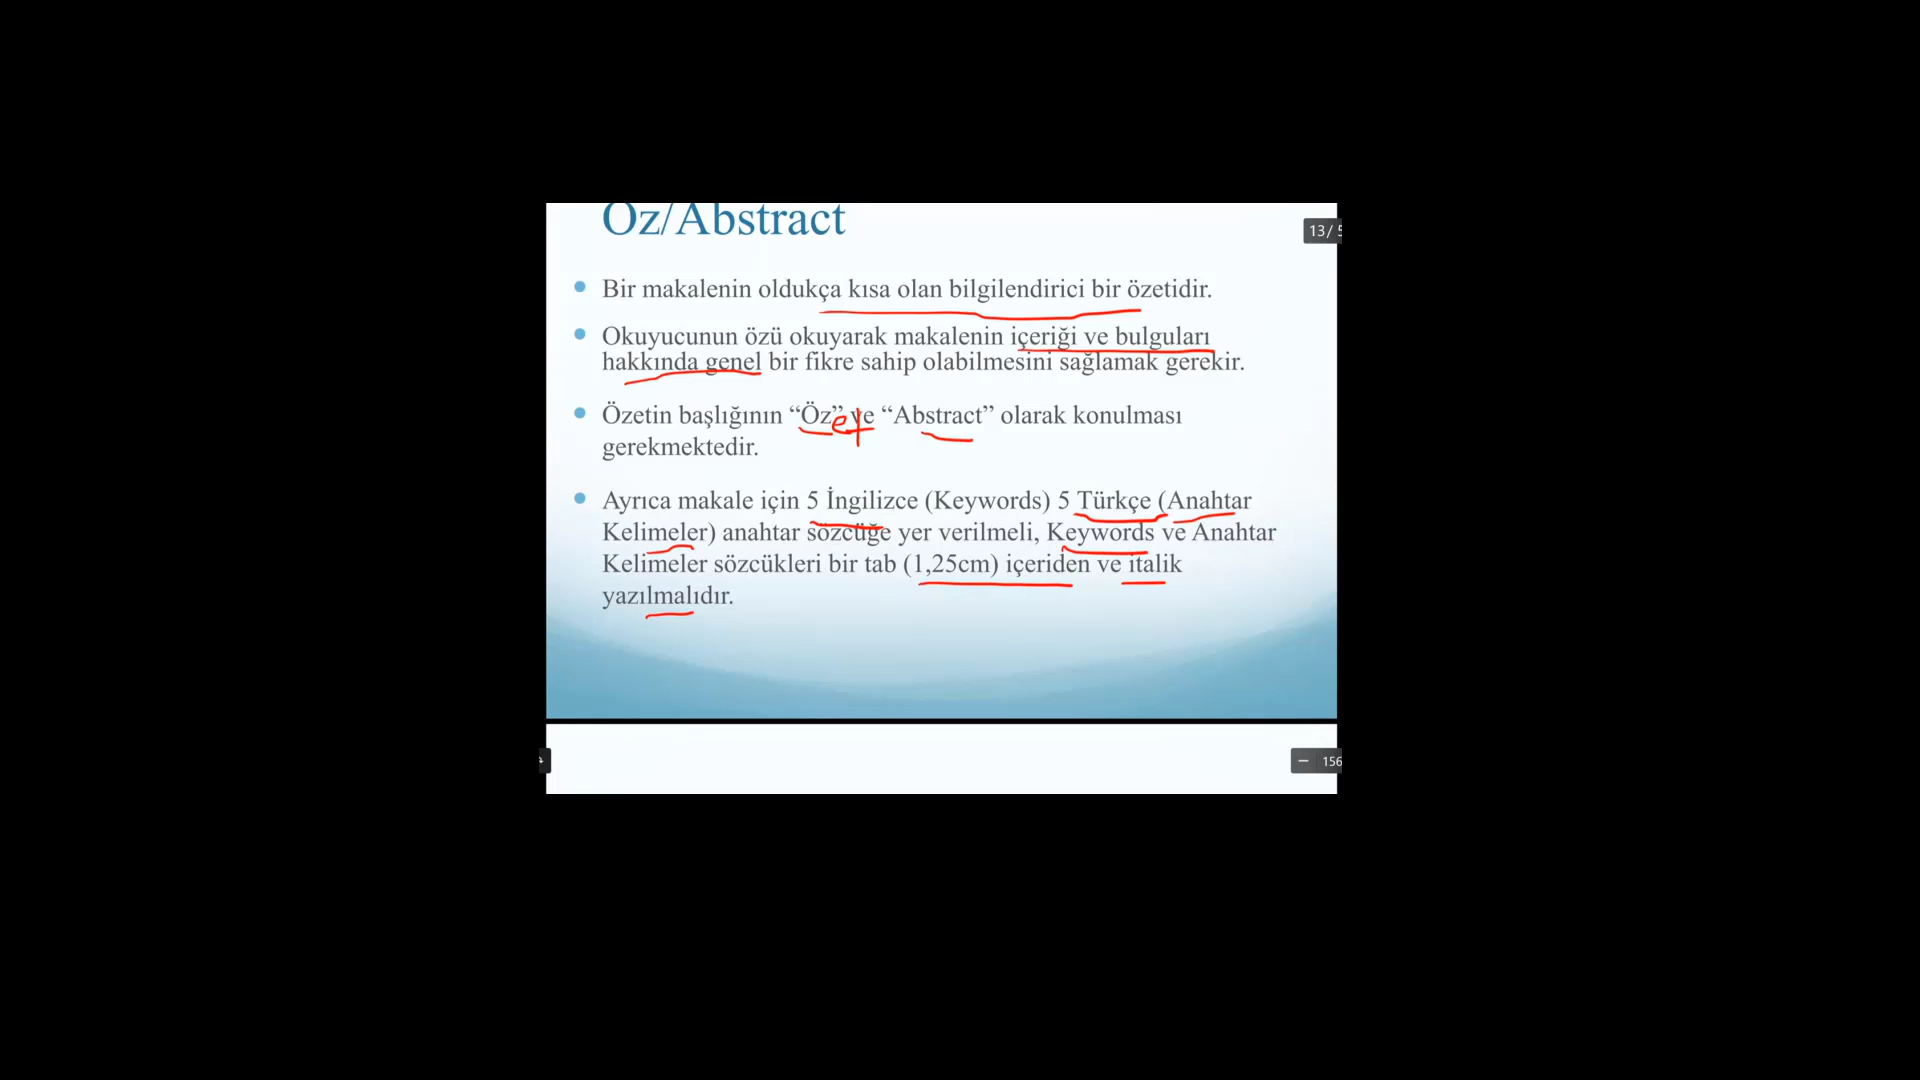 Öz/Abstract
13/ 5
Bir makalenin oldukça kısa olan bilgilendirici bir özetidir.
Okuyucunun özü okuyarak makalenin içeriği ve bulguları
hakkında genel bir fikre sahip olabilmesini sağlamak gerekir.
Özetin başlığının “Öz” ve “Abstract” olarak konulması
et
gerekmektedir.
Ayrıca makale için 5 İngilizce (Keywords) 5 Türkçe (Anahtar
Kelimeler) anahtar sözcüğe yer verilmeli, Keywords ve Anahtar
Kelimeler sözcükleri bir tab (1,25cm) içeriden ve italik
yazılmalıdır.
— 156